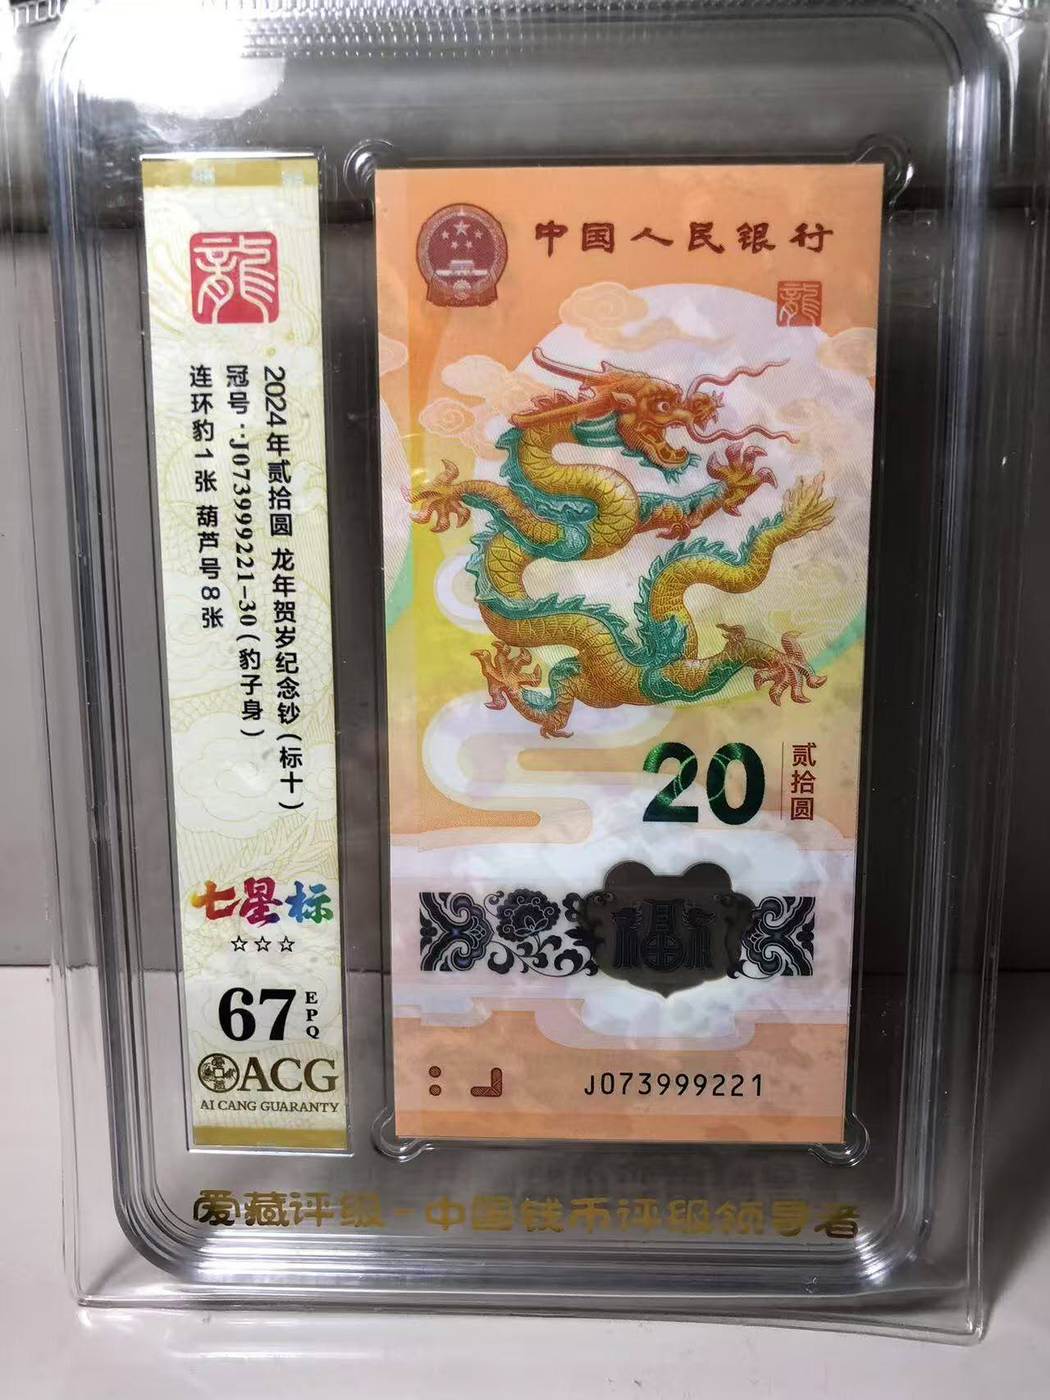 龍
2024年贰拾圆 龙年贺岁纪念钞(标十)
冠号:J073999221-30(豹子身)
连环豹1张 葫芦号8张
七星标
☆☆☆
67
EPQ
ACG
AI CANG GUARANTY
中国人民银行
龍
20
贰拾圆
福
J073999221
爱藏评级-中国钱币评级领导者